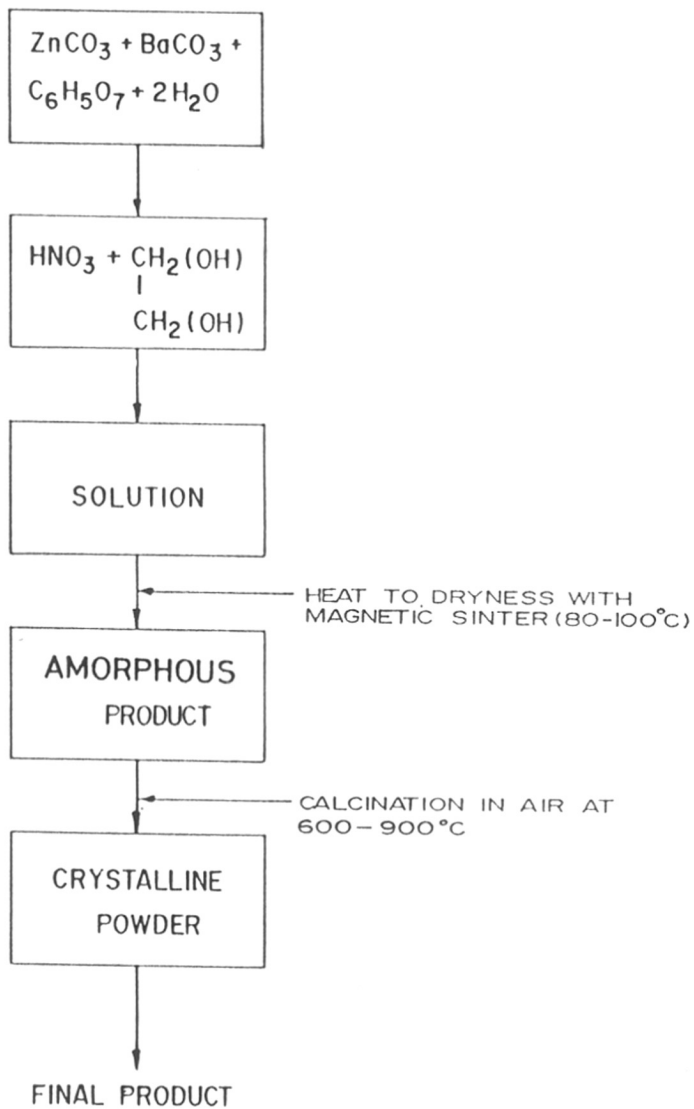 ZnCO₃ + BaCO₃ +
C₆H₅O₇ + 2H₂O
HNO₃ + CH₂(OH)
|
CH₂(OH)
SOLUTION
HEAT TO DRYNESS WITH
MAGNETIC SINTER (80-100°C)
AMORPHOUS
PRODUCT
CALCINATION IN AIR AT
600-900°C
CRYSTALLINE
POWDER
FINAL PRODUCT